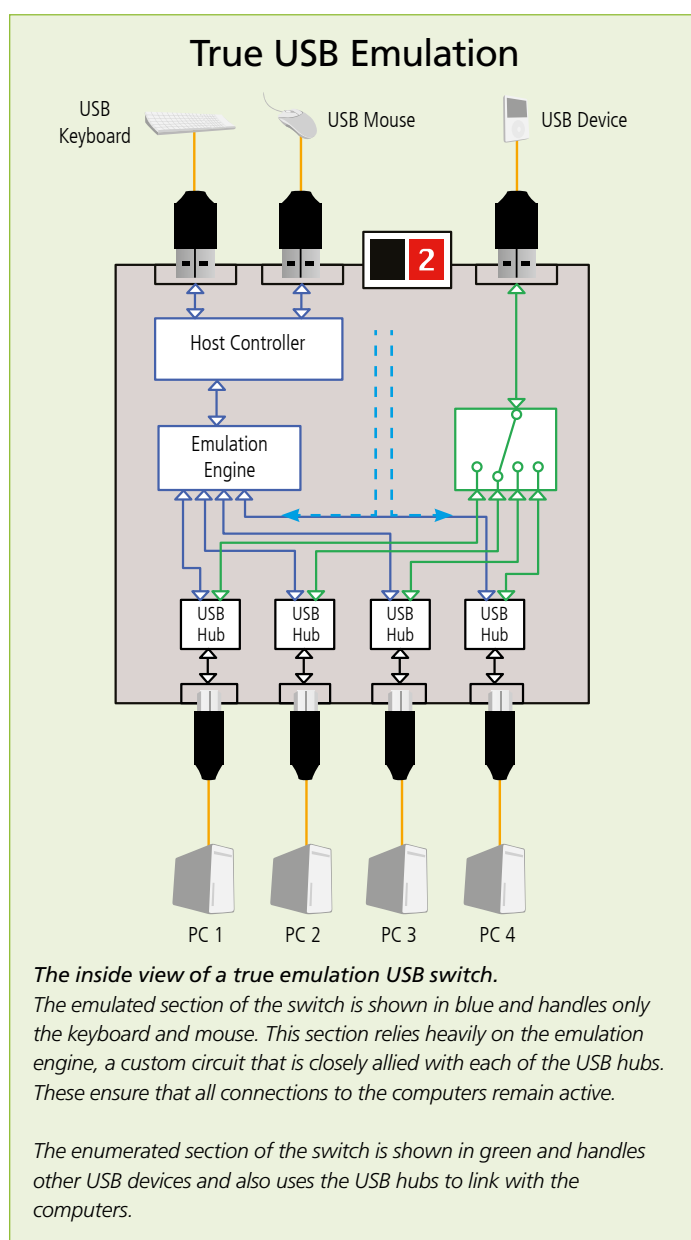 True USB Emulation
USB
Keyboard
USB Mouse
USB Device
2
Host Controller
Emulation
Engine
USB
Hub
USB
Hub
USB
Hub
USB
Hub
PC 1
PC 2
PC 3
PC 4
The inside view of a true emulation USB switch.
The emulated section of the switch is shown in blue and handles only
the keyboard and mouse. This section relies heavily on the emulation
engine, a custom circuit that is closely allied with each of the USB hubs.
These ensure that all connections to the computers remain active.
The enumerated section of the switch is shown in green and handles
other USB devices and also uses the USB hubs to link with the
computers.